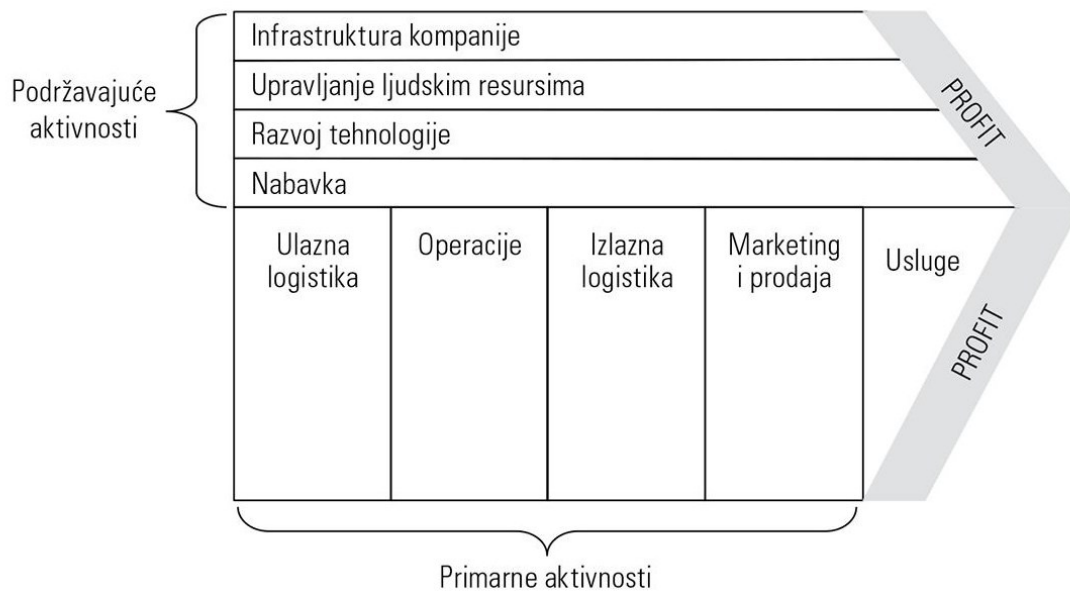 Podržavajuće
aktivnosti
Infrastruktura kompanije
Upravljanje ljudskim resursima
Razvoj tehnologije
Nabavka
PROFIT
Ulazna
logistika
Operacije
Izlazna
logistika
Marketing
i prodaja
Usluge
PROFIT
Primarne aktivnosti